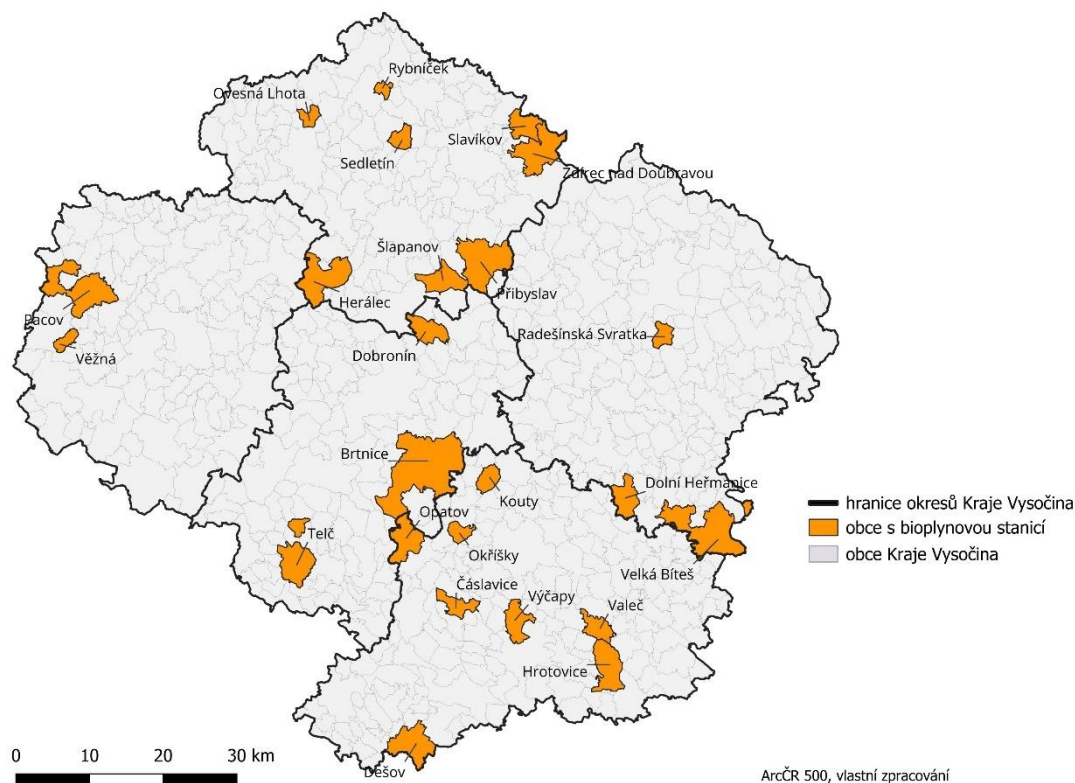 Rybníček
Ovesná Lhota
Slavíkov
Sedletín
Ždírec nad Doubravou
Šlapanov
Přibyslav
Herálec
Pacov
Radešínská Svratka
Dobronín
Věžná
Brtnice
Dolní Heřmanice
Kouty
hranice okresů Kraje Vysočina
Opatov
obce s bioplynovou stanicí
Telč
Okříšky
obce Kraje Vysočina
Velká Bíteš
Čáslavice
Výčapy
Valeč
Hrotovice
0 10 20 30 km
Dešov
ArcČR 500, vlastní zpracování